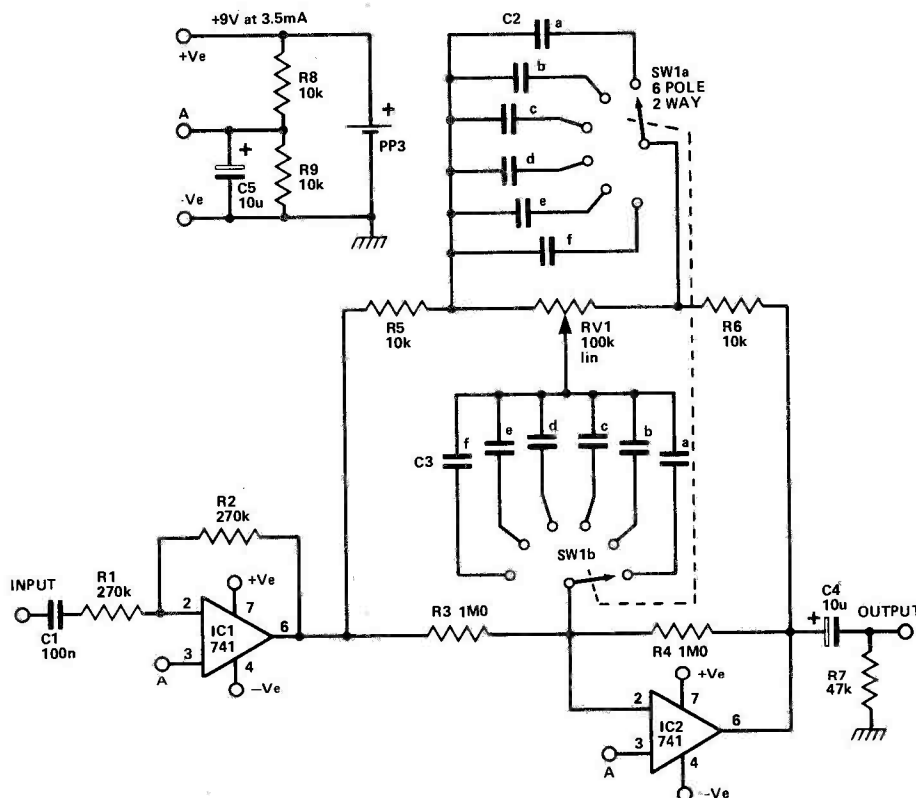 +9V at 3.5mA
+Ve
R8
10k
A
+
+
PP3
C5
10u
R9
10k
-Ve
C2
a
b
c
d
e
f
SW1a
6 POLE
2 WAY
R5
10k
RV1
100k
lin
R6
10k
C3
f
e
d
c
b
a
SW1b
R2
270k
INPUT
R1
270k
C1
100n
+Ve
2
7
IC1
741
6
3
4
A
-Ve
R3 1M0
R4 1M0
C4
10u
+
OUTPUT
R7
47k
+Ve
2
7
IC2
741
6
3
4
A
-Ve